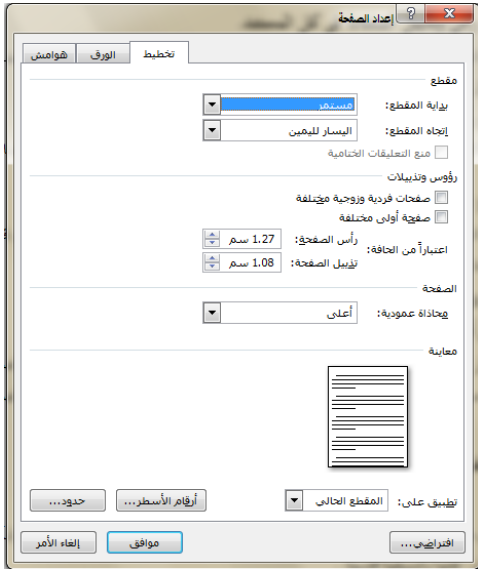 إعداد الصفحة
هوامش الورق تخطيط
مقطع
بداية المقطع: مستمر
إتجاه المقطع: اليسار لليمين
منع التعليقات الختامية
رؤوس وتذييلات
صفحات فردية وزوجية مختلفة
صفحة أولى مختلفة
اعتباراً من الحافة:
رأس الصفحة: 1.27 سم
تذييل الصفحة: 1.08 سم
الصفحة
محاذاة عمودية: أعلى
معاينة
تطبيق على: المقطع الحالي أرقام الأسطر... حدود...
افتراضي... موافق إلغاء الأمر